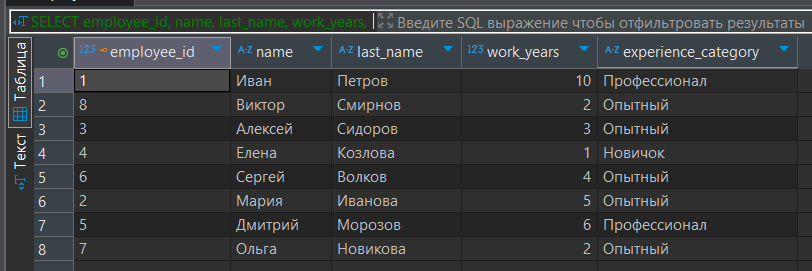 SELECT employee_id, name, last_name, work_years, Введите SQL выражение чтобы отфильтровать результаты
Таблица
Текст
123 employee_id A-Z name A-Z last_name 123 work_years A-Z experience_category
1 1 Иван Петров 10 Профессионал
2 8 Виктор Смирнов 2 Опытный
3 3 Алексей Сидоров 3 Опытный
4 4 Елена Козлова 1 Новичок
5 6 Сергей Волков 4 Опытный
6 2 Мария Иванова 5 Опытный
7 5 Дмитрий Морозов 6 Профессионал
8 7 Ольга Новикова 2 Опытный